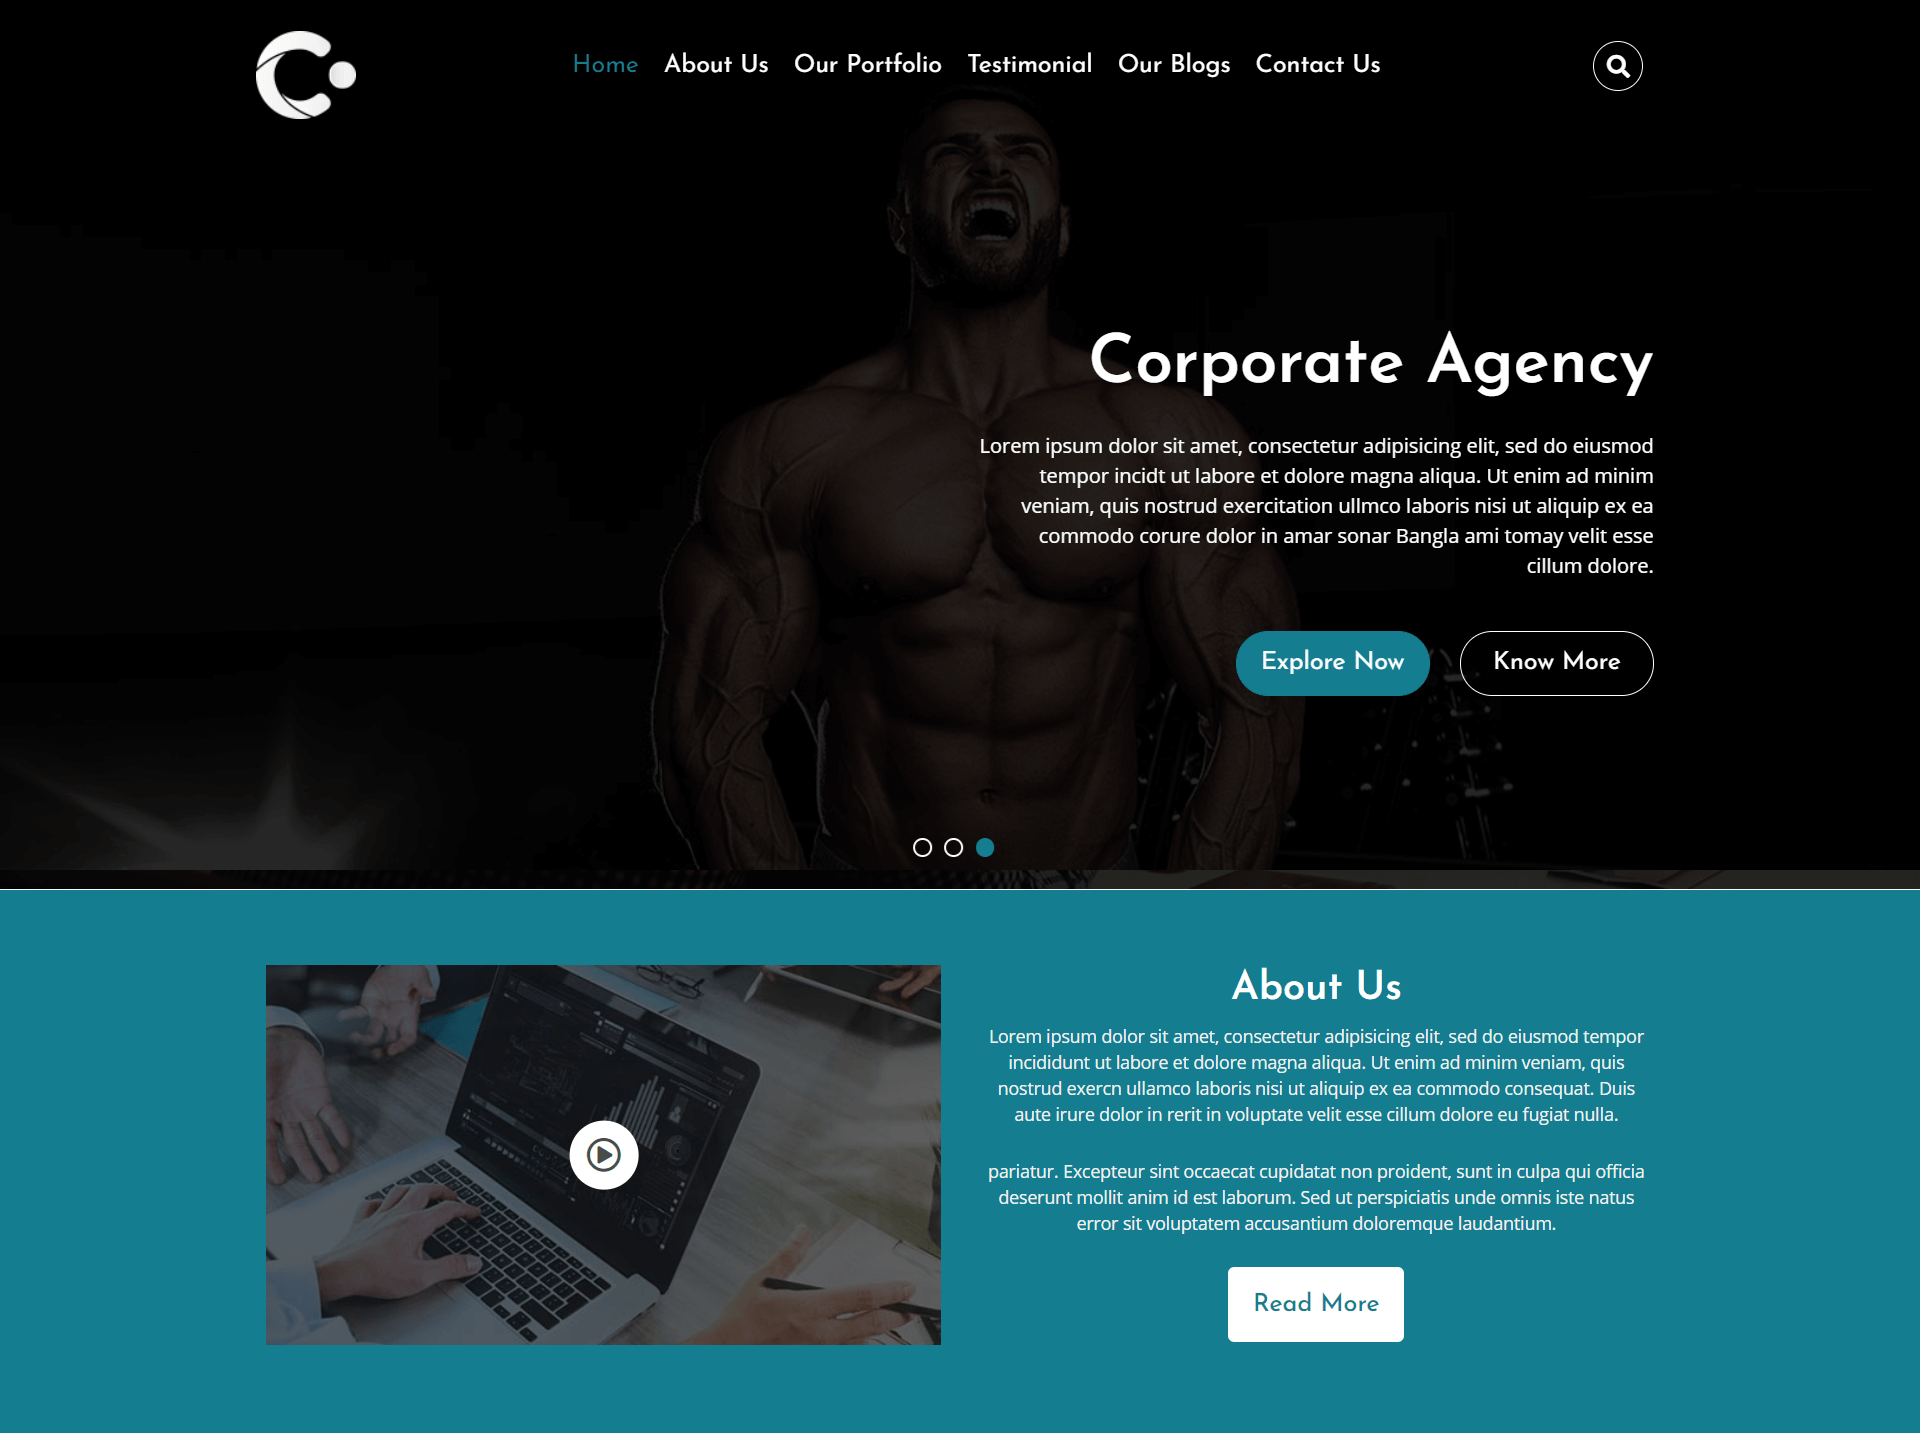 Home About Us Our Portfolio Testimonial Our Blogs Contact Us
Corporate Agency
Lorem ipsum dolor sit amet, consectetur adipisicing elit, sed do eiusmod
tempor incidt ut labore et dolore magna aliqua. Ut enim ad minim
veniam, quis nostrud exercitation ullmco laboris nisi ut aliquip ex ea
commodo corure dolor in amar sonar Bangla ami tomay velit esse
cillum dolore.
Explore Now Know More
About Us
Lorem ipsum dolor sit amet, consectetur adipisicing elit, sed do eiusmod tempor
incididunt ut labore et dolore magna aliqua. Ut enim ad minim veniam, quis
nostrud exercn ullamco laboris nisi ut aliquip ex ea commodo consequat. Duis
aute irure dolor in rerit in voluptate velit esse cillum dolore eu fugiat nulla.
pariatur. Excepteur sint occaecat cupidatat non proident, sunt in culpa qui officia
deserunt mollit anim id est laborum. Sed ut perspiciatis unde omnis iste natus
error sit voluptatem accusantium doloremque laudantium.
Read More